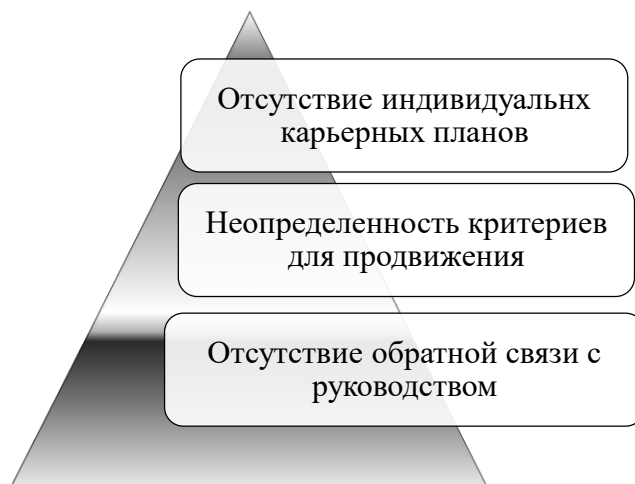 Отсутствие индивидуальнх
карьерных планов
Неопределенность критериев
для продвижения
Отсутствие обратной связи с
руководством